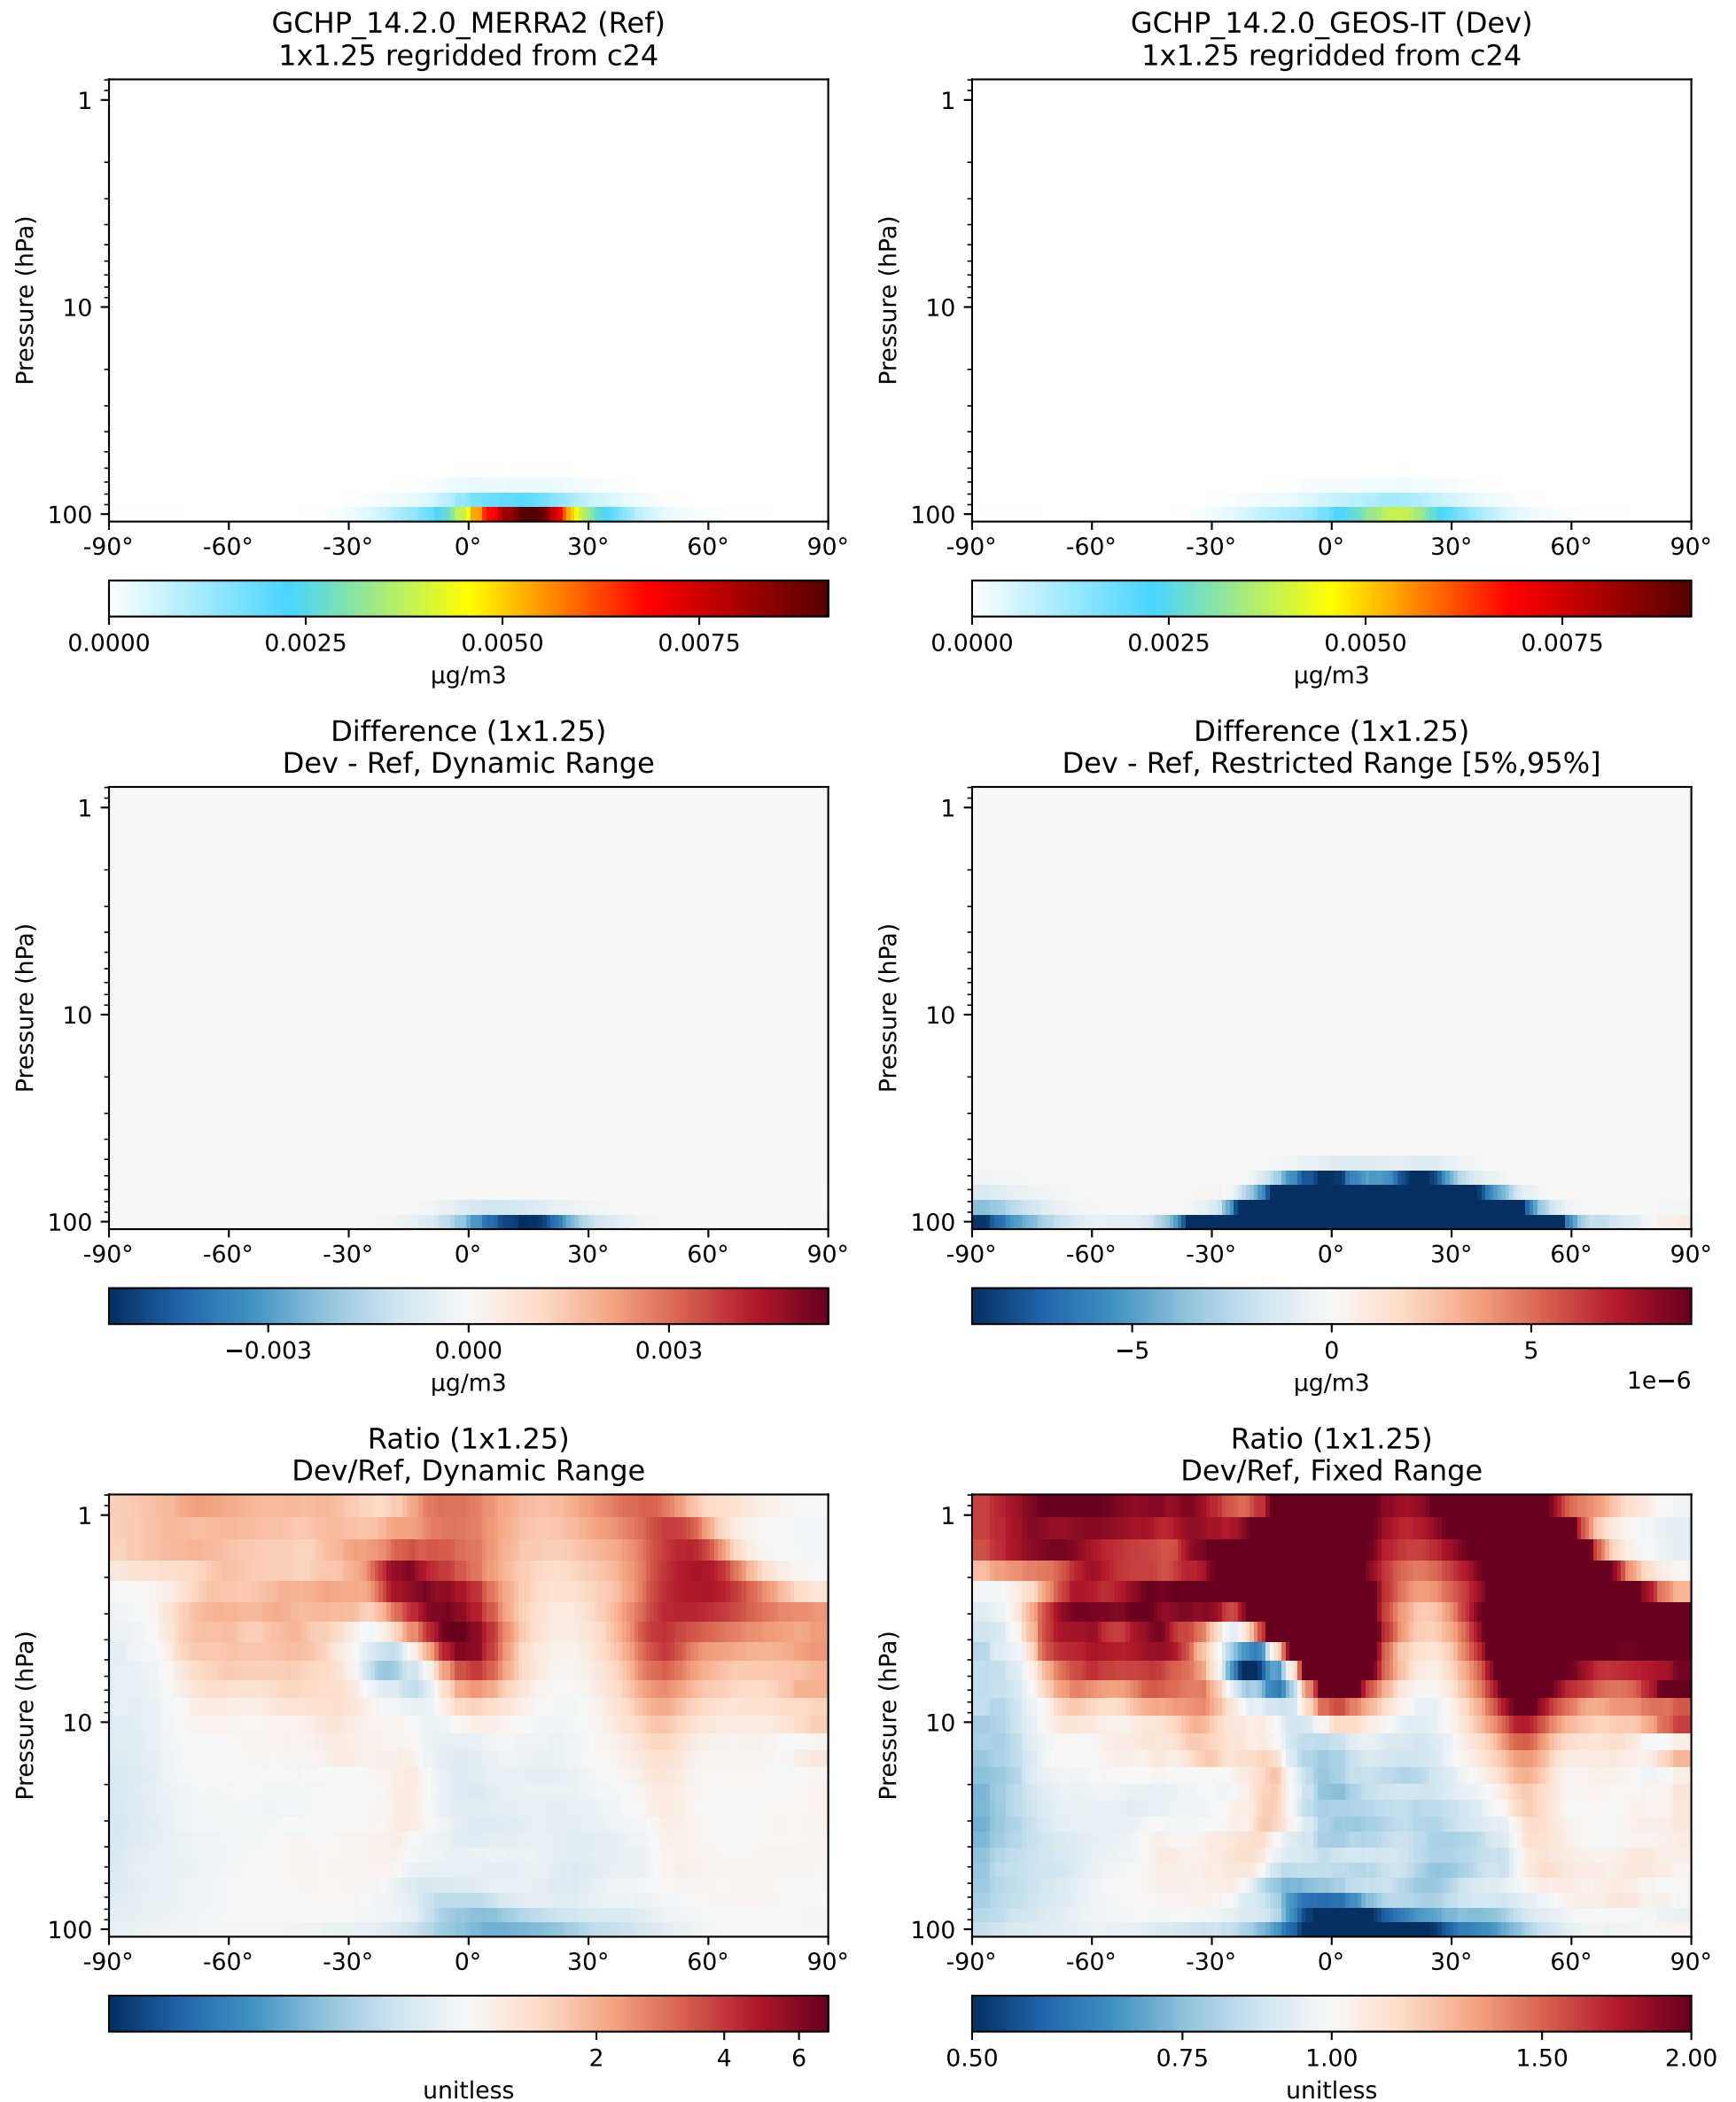 GCHP_14.2.0_MERRA2 (Ref)
1x1.25 regridded from c24
Pressure (hPa)
1
10
100
-90° -60° -30° 0° 30° 60° 90°
0.0000 0.0025 0.0050 0.0075
µg/m3
GCHP_14.2.0_GEOS-IT (Dev)
1x1.25 regridded from c24
Pressure (hPa)
1
10
100
-90° -60° -30° 0° 30° 60° 90°
0.0000 0.0025 0.0050 0.0075
µg/m3
Difference (1x1.25)
Dev - Ref, Dynamic Range
Pressure (hPa)
1
10
100
-90° -60° -30° 0° 30° 60° 90°
−0.003 0.000 0.003
µg/m3
Difference (1x1.25)
Dev - Ref, Restricted Range [5%,95%]
Pressure (hPa)
1
10
100
-90° -60° -30° 0° 30° 60° 90°
−5 0 5
µg/m3
1e−6
Ratio (1x1.25)
Dev/Ref, Dynamic Range
Pressure (hPa)
1
10
100
-90° -60° -30° 0° 30° 60° 90°
2 4 6
unitless
Ratio (1x1.25)
Dev/Ref, Fixed Range
Pressure (hPa)
1
10
100
-90° -60° -30° 0° 30° 60° 90°
0.50 0.75 1.00 1.50 2.00
unitless